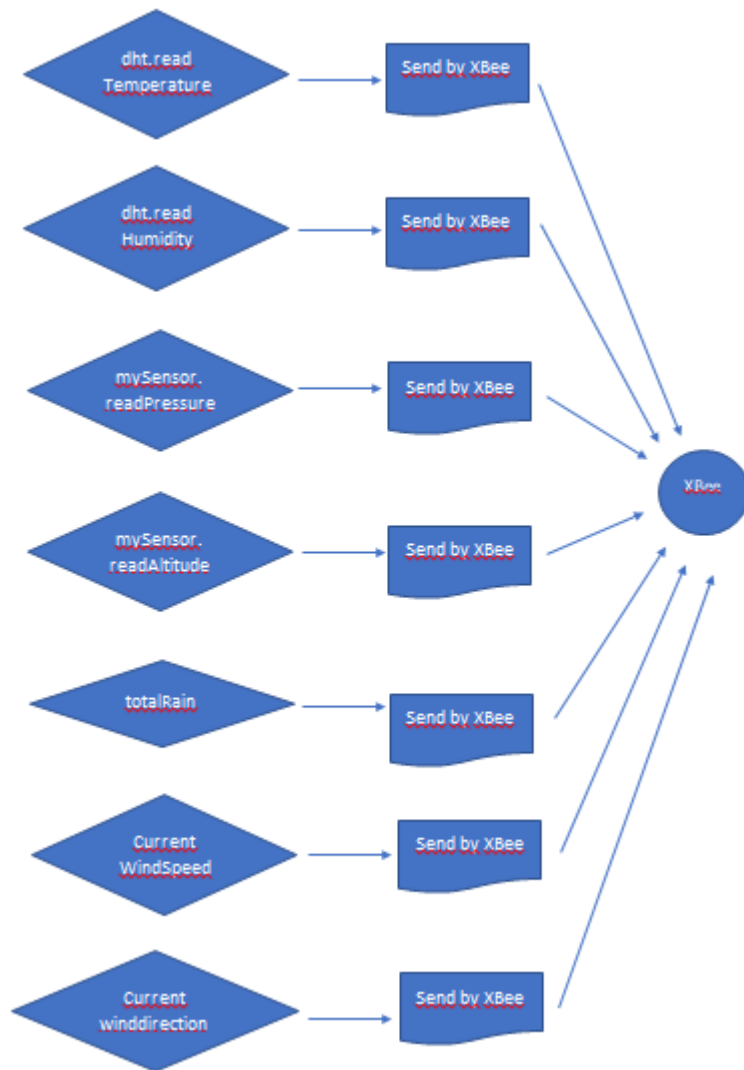 dht.read
Temperature
Send by XBee
dht.read
Humidity
Send by XBee
mySensor.
readPressure
Send by XBee
XBee
mySensor.
readAltitude
Send by XBee
totalRain
Send by XBee
Current
WindSpeed
Send by XBee
Current
winddirection
Send by XBee